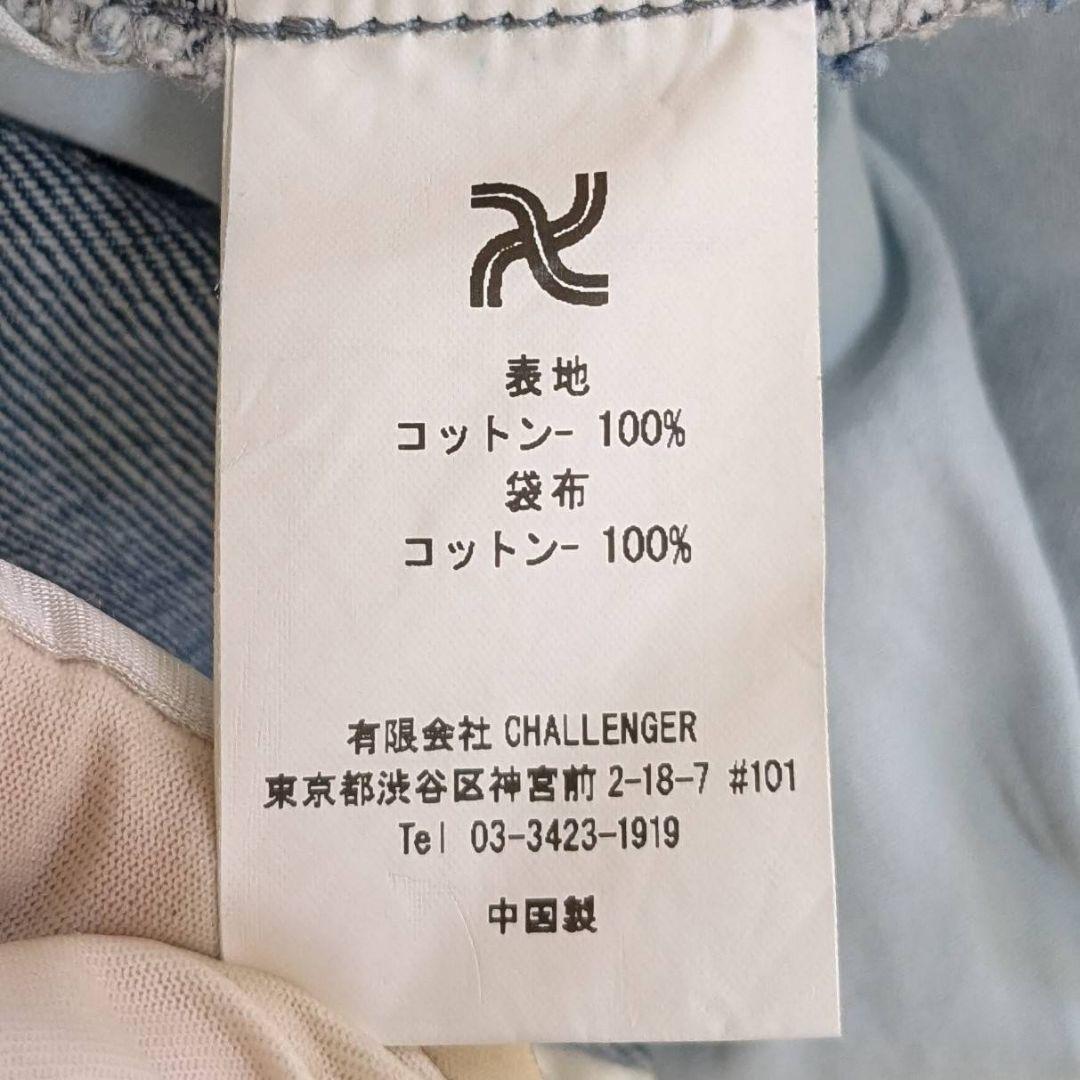 表地
コットン- 100%
袋布
コットン- 100%
有限会社 CHALLENGER
東京都渋谷区神宮前 2-18-7 #101
Tel 03-3423-1919
中国製